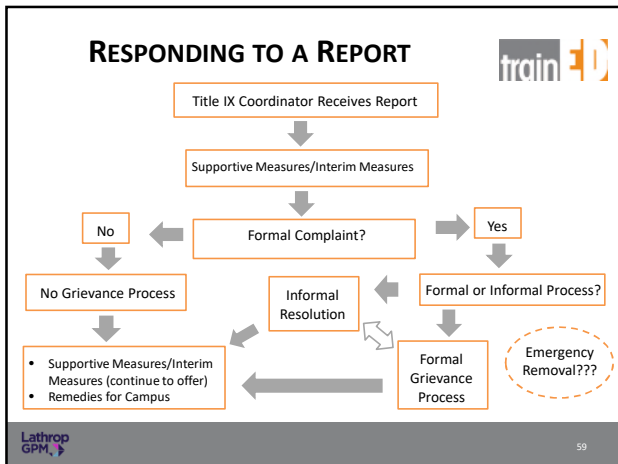 RESPONDING TO A REPORT
trainED
Title IX Coordinator Receives Report
Supportive Measures/Interim Measures
No
Formal Complaint?
Yes
No Grievance Process
Informal
Resolution
Formal or Informal Process?
• Supportive Measures/Interim
Measures (continue to offer)
• Remedies for Campus
Formal
Grievance
Process
Emergency
Removal???
Lathrop
GPM
59